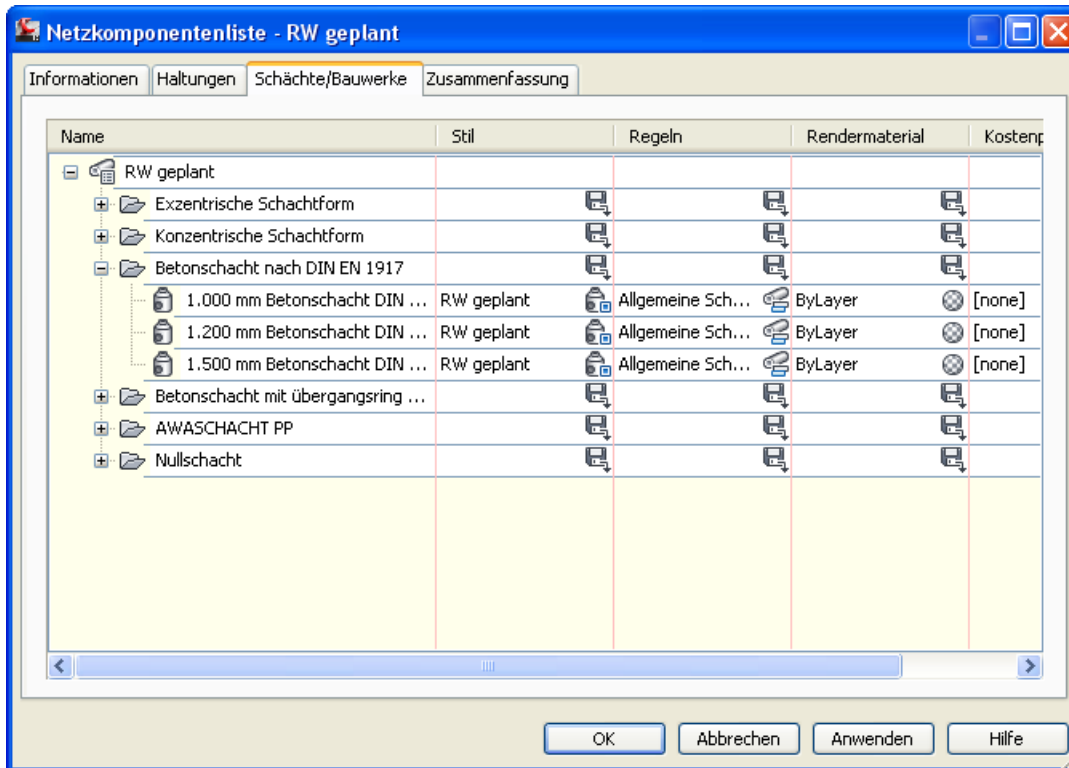 Netzkomponentenliste - RW geplant
Informationen Haltungen Schächte/Bauwerke Zusammenfassung
Name Stil Regeln Rendermaterial Kostenp
RW geplant
Exzentrische Schachtform
Konzentrische Schachtform
Betonschacht nach DIN EN 1917
1.000 mm Betonschacht DIN ... RW geplant Allgemeine Sch... ByLayer [none]
1.200 mm Betonschacht DIN ... RW geplant Allgemeine Sch... ByLayer [none]
1.500 mm Betonschacht DIN ... RW geplant Allgemeine Sch... ByLayer [none]
Betonschacht mit übergangsring ...
AWASCHACHT PP
Nullschacht
OK Abbrechen Anwenden Hilfe